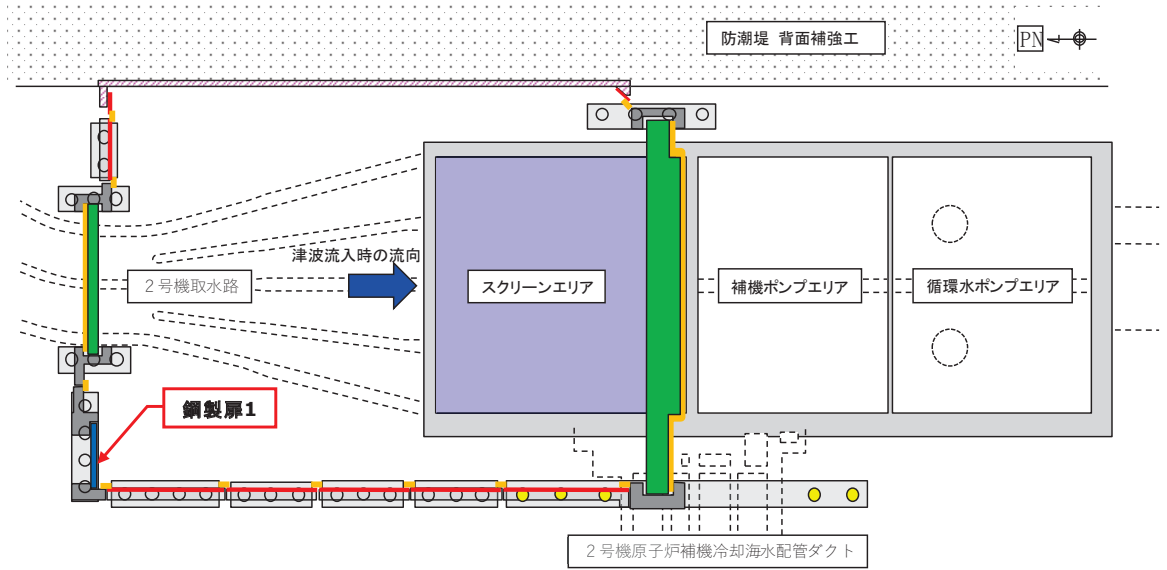 防潮堤 背面補強工
PN
津波流入時の流向
2号機取水路
スクリーンエリア
補機ポンプエリア
循環水ポンプエリア
鋼製扉1
2号機原子炉補機冷却海水配管ダクト